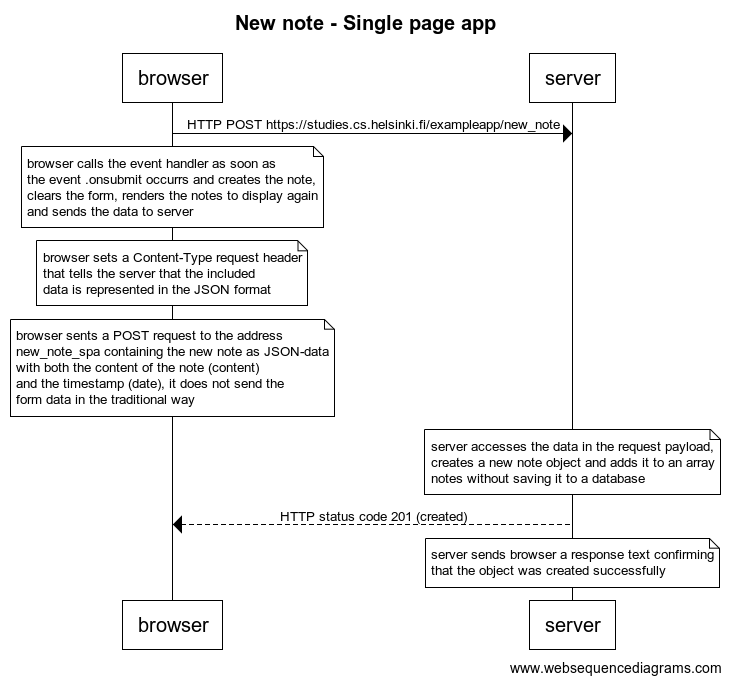 New note - Single page app
browser
server
HTTP POST https://studies.cs.helsinki.fi/exampleapp/new_note
browser calls the event handler as soon as
the event .onsubmit occurrs and creates the note,
clears the form, renders the notes to display again
and sends the data to server
browser sets a Content-Type request header
that tells the server that the included
data is represented in the JSON format
browser sents a POST request to the address
new_note_spa containing the new note as JSON-data
with both the content of the note (content)
and the timestamp (date), it does not send the
form data in the traditional way
server accesses the data in the request payload,
creates a new note object and adds it to an array
notes without saving it to a database
HTTP status code 201 (created)
server sends browser a response text confirming
that the object was created successfully
browser
server
www.websequencediagrams.com